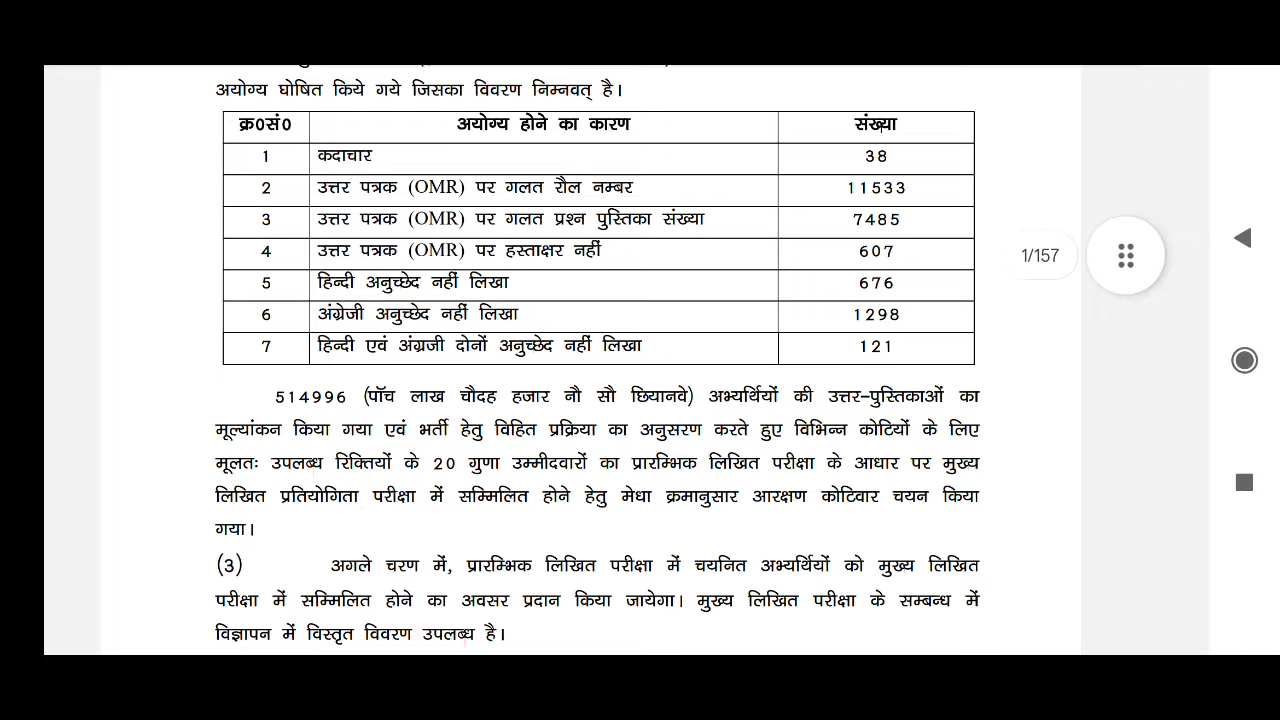 अयोग्य घोषित किये गये जिसका विवरण निम्नवत् है।
क्र0सं0 अयोग्य होने का कारण संख्या
1 कदाचार 38
2 उत्तर पत्रक (OMR) पर गलत रौल नम्बर 11533
3 उत्तर पत्रक (OMR) पर गलत प्रश्न पुस्तिका संख्या 7485
4 उत्तर पत्रक (OMR) पर हस्ताक्षर नहीं 607
5 हिन्दी अनुच्छेद नहीं लिखा 676
6 अंग्रेजी अनुच्छेद नहीं लिखा 1298
7 हिन्दी एवं अंग्रजी दोनों अनुच्छेद नहीं लिखा 121
1/157
514996 (पॉच लाख चौदह हजार नौ सौ छियानवे) अभ्यर्थियों की उत्तर-पुस्तिकाओं का
मूल्यांकन किया गया एवं भर्ती हेतु विहित प्रक्रिया का अनुसरण करते हुए विभिन्न कोटियों के लिए
मूलतः उपलब्ध रिक्तियों के 20 गुणा उम्मीदवारों का प्रारम्भिक लिखित परीक्षा के आधार पर मुख्य
लिखित प्रतियोगिता परीक्षा में सम्मिलित होने हेतु मेधा क्रमानुसार आरक्षण कोटिवार चयन किया
गया।
(3) अगले चरण में, प्रारम्भिक लिखित परीक्षा में चयनित अभ्यर्थियों को मुख्य लिखित
परीक्षा में सम्मिलित होने का अवसर प्रदान किया जायेगा। मुख्य लिखित परीक्षा के सम्बन्ध में
विज्ञापन में विस्तृत विवरण उपलब्ध है।